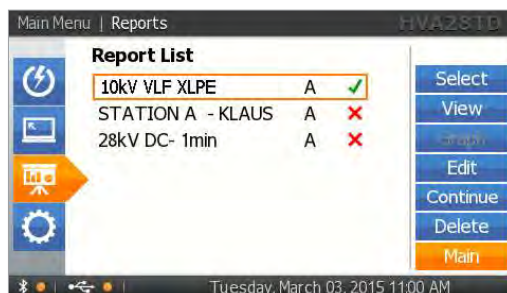 Main Menu | Reports HVA28TD
Report List
10kV VLF XLPE A
STATION A - KLAUS A
28kV DC- 1min A
Select
View
Graph
Edit
Continue
Delete
Main
Tuesday, March 03, 2015 11:00 AM